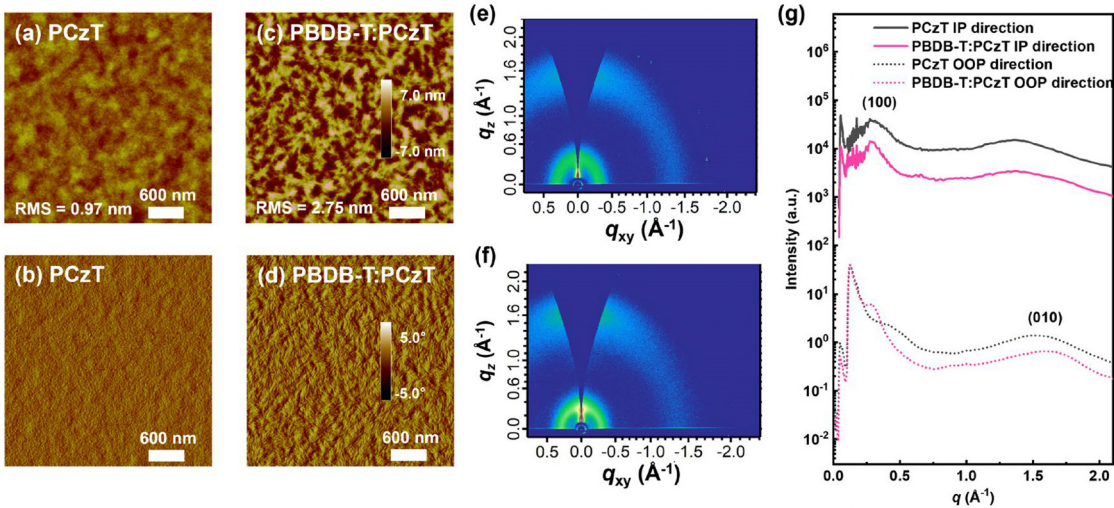 (a) PCzT
RMS = 0.97 nm
600 nm
(c) PBDB-T:PCzT
7.0 nm
-7.0 nm
RMS = 2.75 nm
600 nm
(b) PCzT
600 nm
(d) PBDB-T:PCzT
5.0°
-5.0°
600 nm
(e)
qz (Å-1)
2.0
1.6
1.0
0.6
0.0
0.5 0.0 -0.5 -1.0 -1.5 -2.0
qxy (Å-1)
(f)
qz (Å-1)
2.0
1.6
1.0
0.6
0.0
0.5 0.0 -0.5 -1.0 -1.5 -2.0
qxy (Å-1)
(g)
PCzT IP direction
PBDB-T:PCzT IP direction
PCzT OOP direction
PBDB-T:PCzT OOP direction
(100)
(010)
Intensity (a.u.)
10^6
10^5
10^4
10^3
10^2
10^1
10^0
10^-1
10^-2
0.0 0.5 1.0 1.5 2.0
q (Å-1)